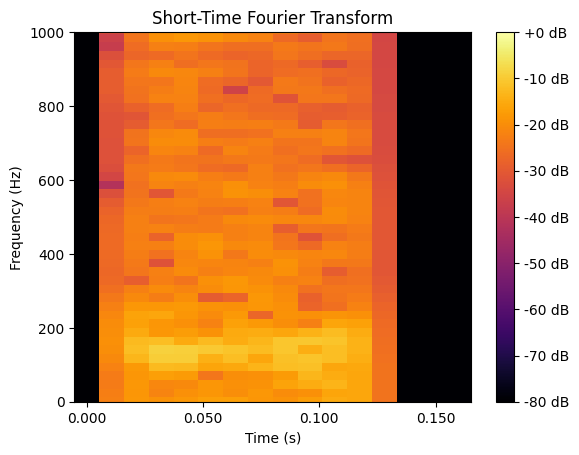 Short-Time Fourier Transform
1000
800
600
400
200
0
Frequency (Hz)
0.000
0.050
0.100
0.150
Time (s)
+0 dB
-10 dB
-20 dB
-30 dB
-40 dB
-50 dB
-60 dB
-70 dB
-80 dB